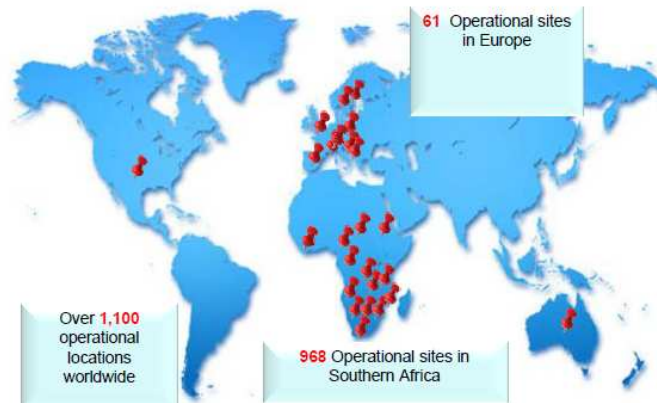 61 Operational sites
in Europe
Over 1,100
operational
locations
worldwide
968 Operational sites in
Southern Africa